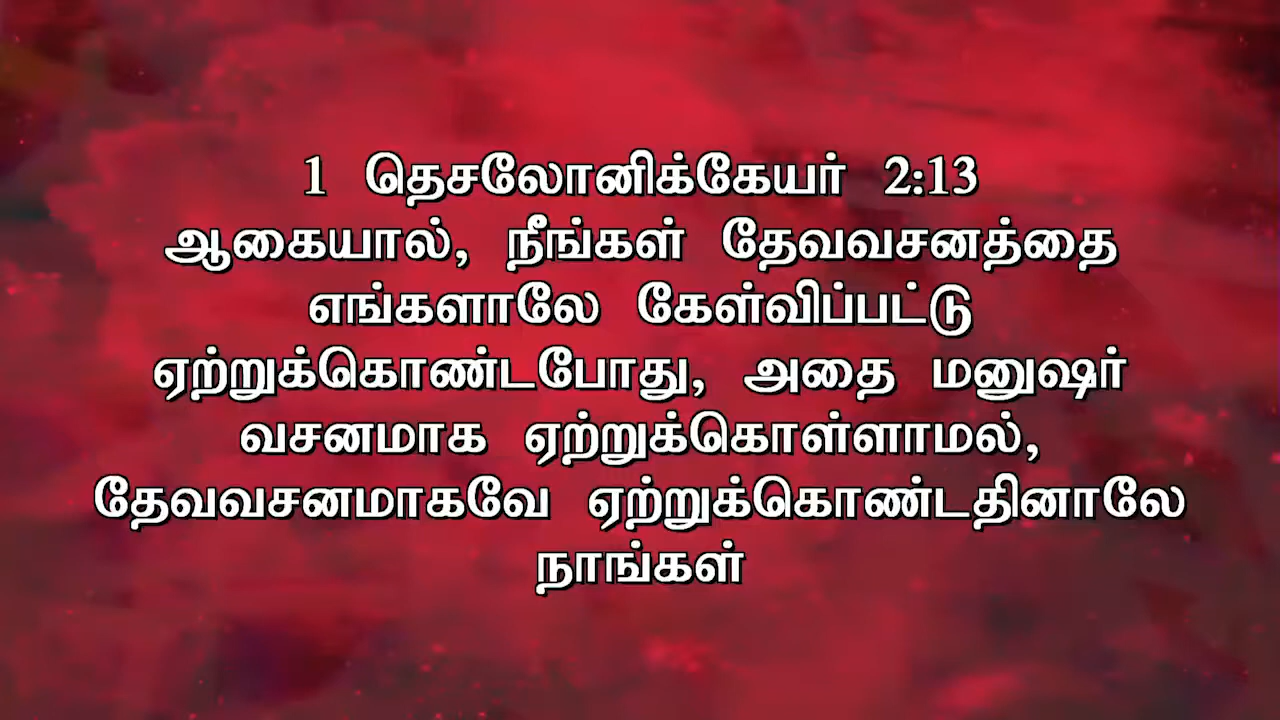 1 தெசலோனிக்கேயர் 2:13
ஆகையால், நீங்கள் தேவவசனத்தை
எங்களாலே கேள்விப்பட்டு
ஏற்றுக்கொண்டபோது, அதை மனுஷர்
வசனமாக ஏற்றுக்கொள்ளாமல்,
தேவவசனமாகவே ஏற்றுக்கொண்டதினாலே
நாங்கள்